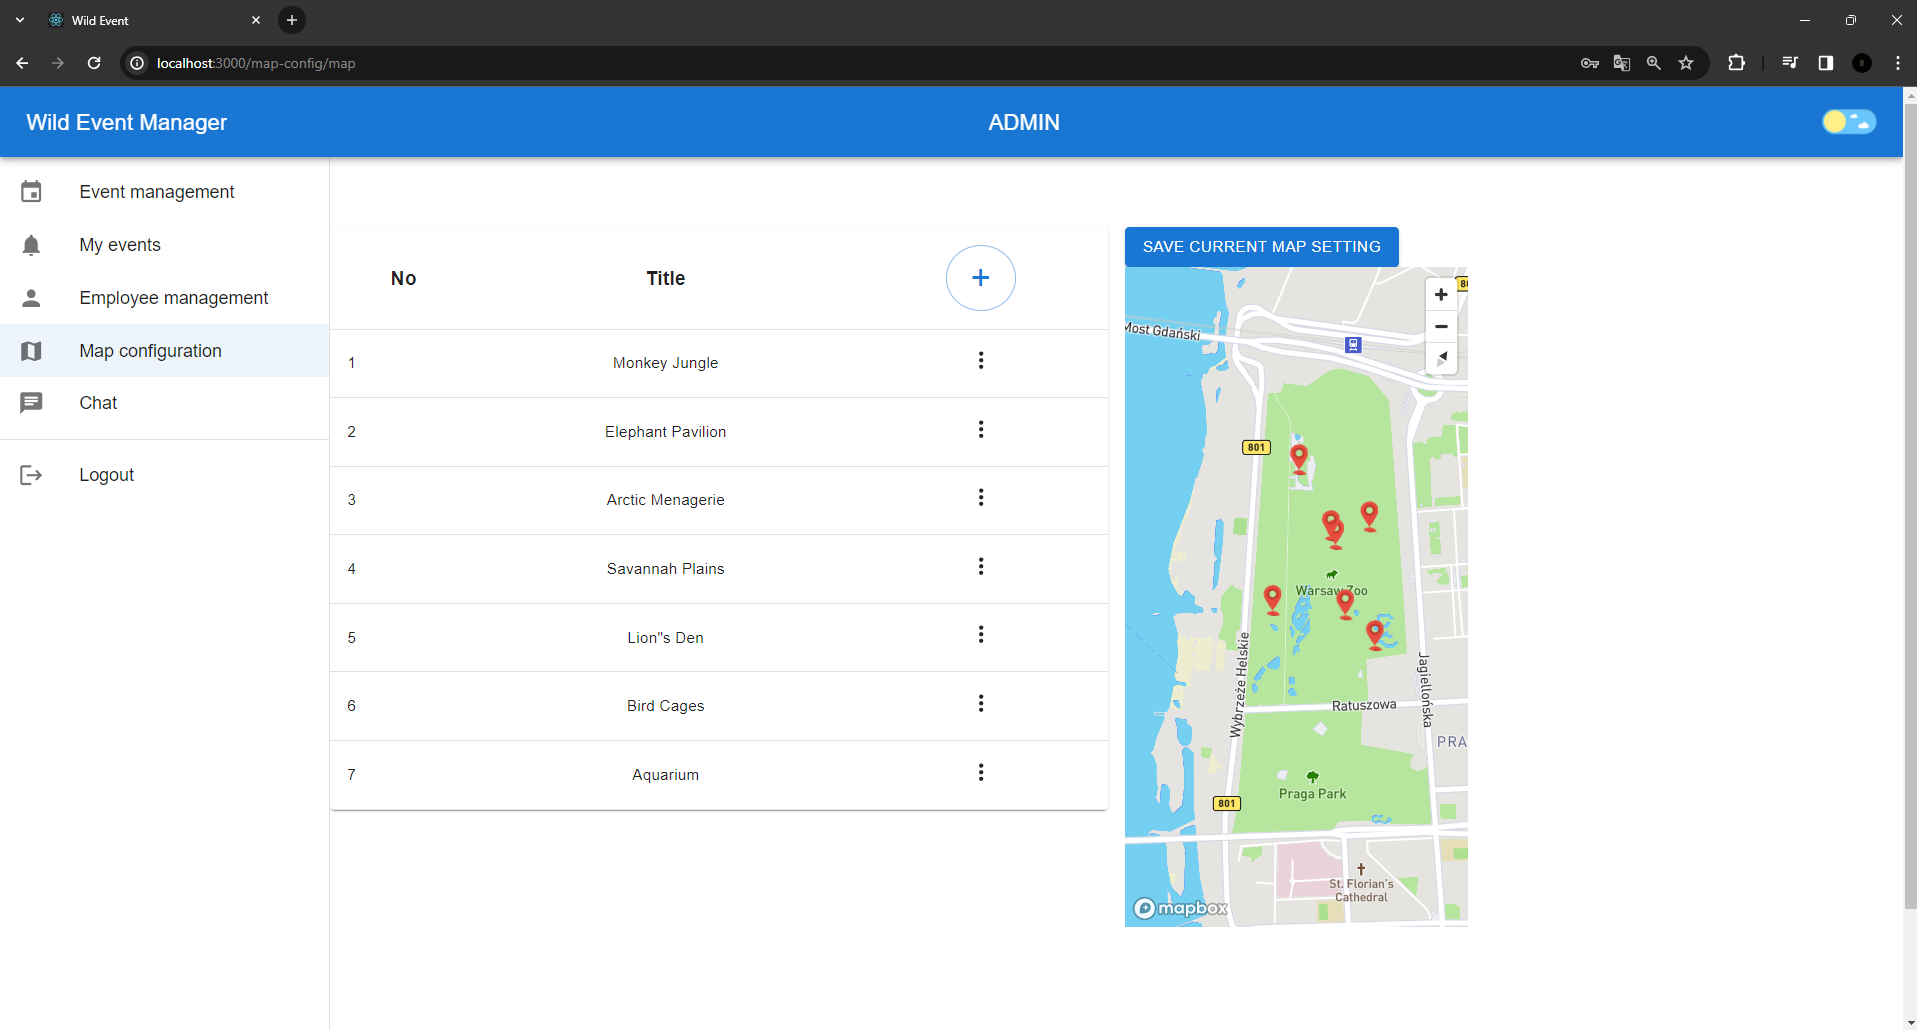 Wild Event
localhost:3000/map-config/map
Wild Event Manager
ADMIN
Event management
My events
Employee management
Map configuration
Chat
Logout
No Title
1 Monkey Jungle
2 Elephant Pavilion
3 Arctic Menagerie
4 Savannah Plains
5 Lion"s Den
6 Bird Cages
7 Aquarium
SAVE CURRENT MAP SETTING
Most Gdański
801
Warsaw Zoo
Wybrzeże Helskie
Jagiellońska
Ratuszowa
PRA
Praga Park
801
St. Florian's
Cathedral
mapbox